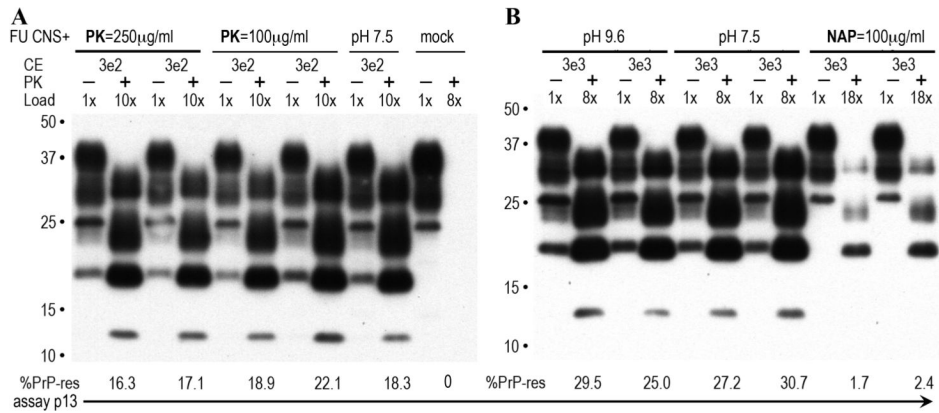 A
B
FU CNS+ PK=250µg/ml PK=100µg/ml pH 7.5 mock
pH 9.6 pH 7.5 NAP=100µg/ml
CE 3e2 3e2 3e2 3e2 3e2
3e3 3e3 3e3 3e3 3e3 3e3
PK – + – + – + – + – + – +
– + – + – + – + – + – +
Load 1x 10x 1x 10x 1x 10x 1x 10x 1x 10x 1x 8x
1x 8x 1x 8x 1x 8x 1x 8x 1x 18x 1x 18x
50
37
25
15
10
50
37
25
15
10
%PrP-res 16.3 17.1 18.9 22.1 18.3 0
%PrP-res 29.5 25.0 27.2 30.7 1.7 2.4
assay p13